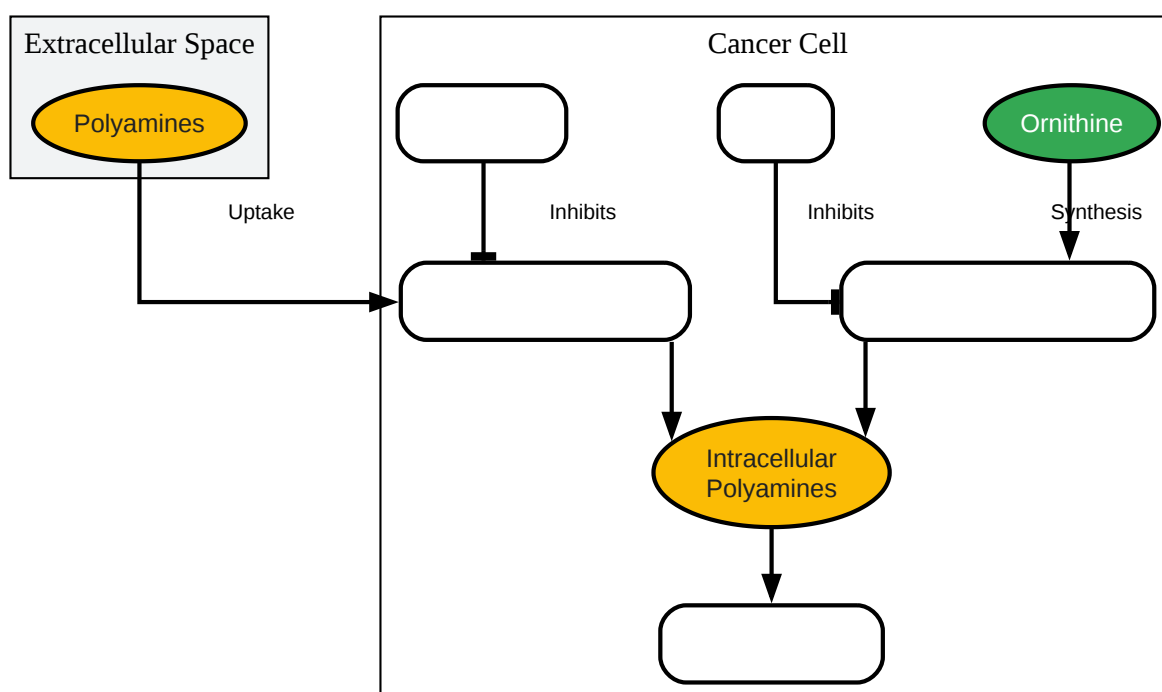 Extracellular Space
Cancer Cell
Polyamines
Ornithine
Uptake
Inhibits
Inhibits
Synthesis
Intracellular
Polyamines